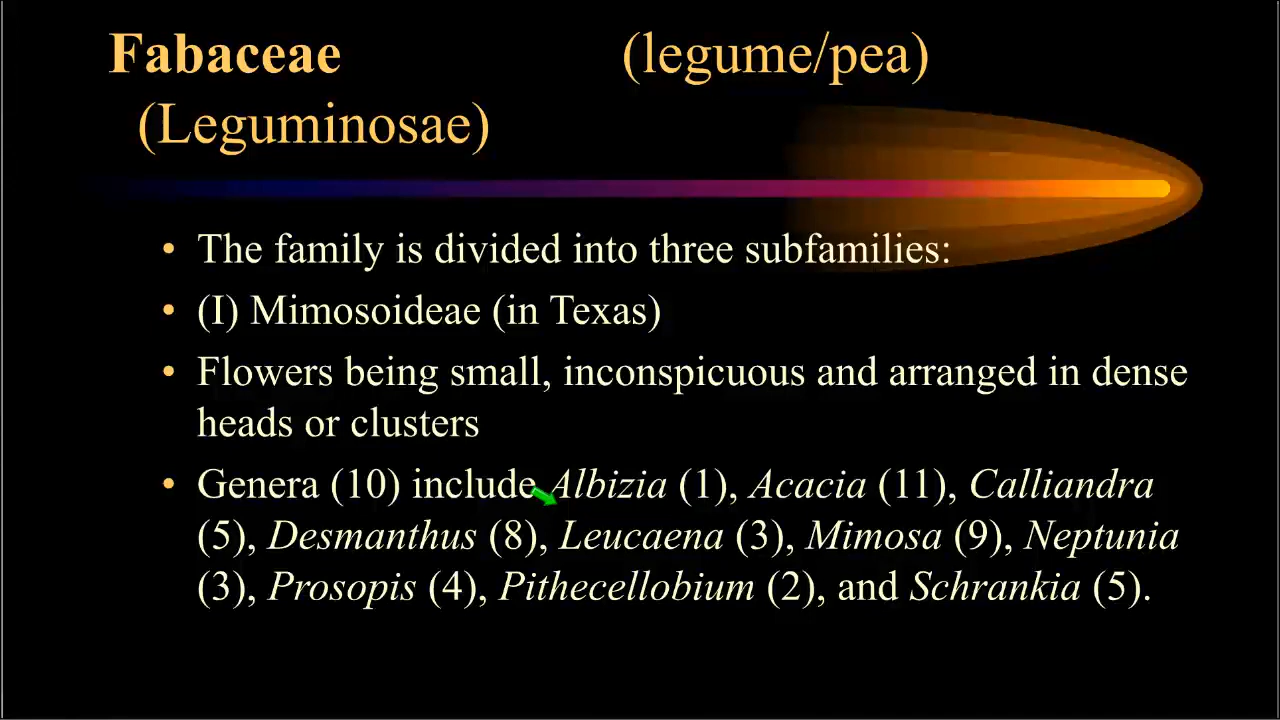 Fabaceae (legume/pea)
(Leguminosae)
• The family is divided into three subfamilies:
• (I) Mimosoideae (in Texas)
• Flowers being small, inconspicuous and arranged in dense
heads or clusters
• Genera (10) include Albizia (1), Acacia (11), Calliandra
(5), Desmanthus (8), Leucaena (3), Mimosa (9), Neptunia
(3), Prosopis (4), Pithecellobium (2), and Schrankia (5).